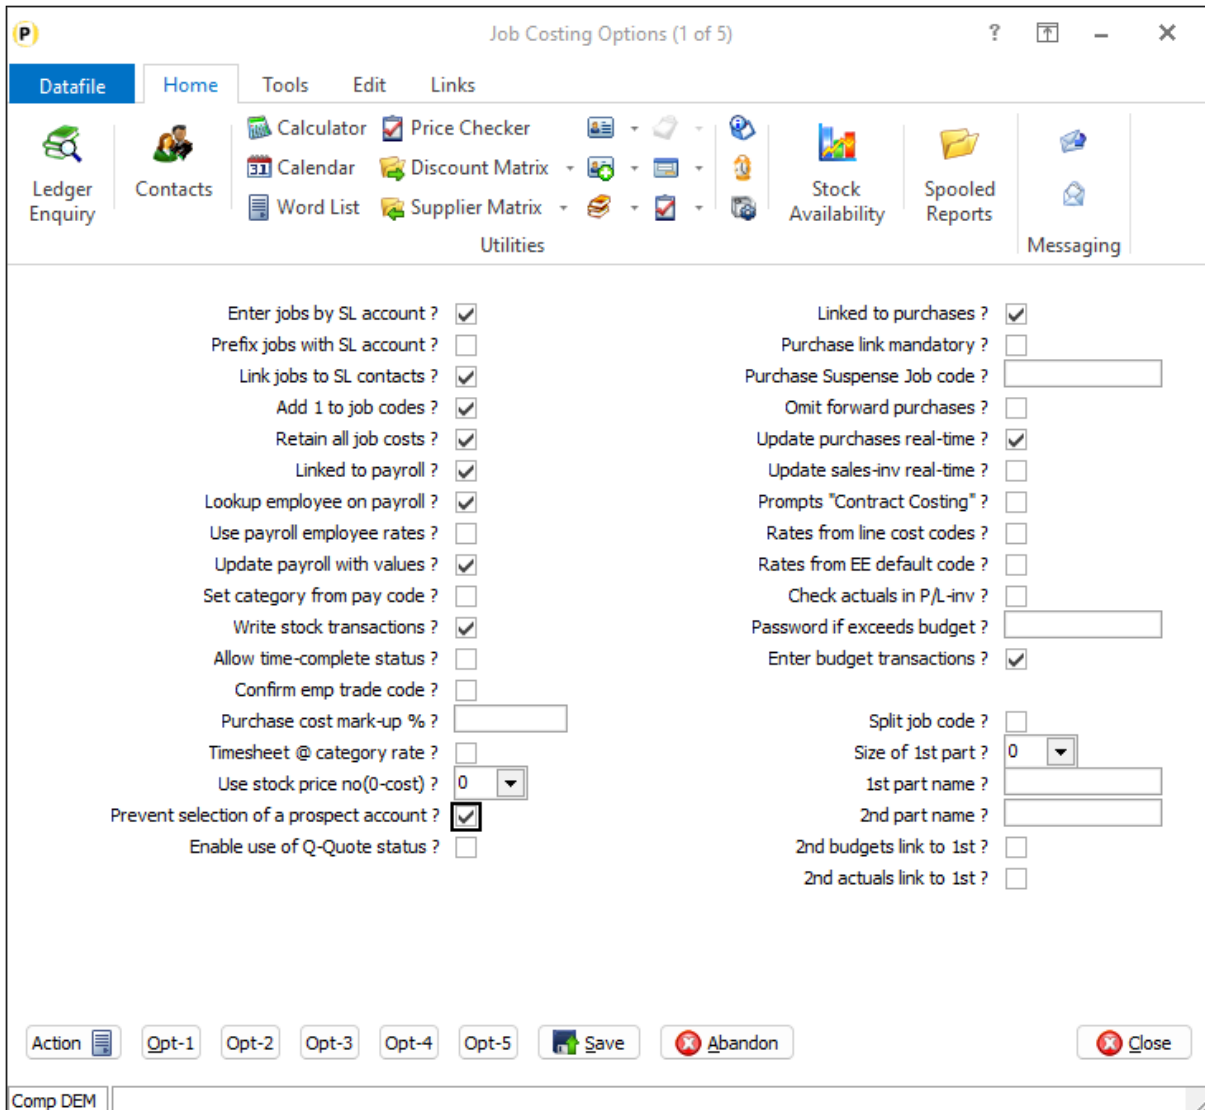 P
Job Costing Options (1 of 5)
?
Datafile Home Tools Edit Links
Ledger Enquiry
Contacts
Calculator
Calendar
31
Word List
Price Checker
Discount Matrix
Supplier Matrix
Stock Availability
Spooled Reports
Utilities
Messaging
Enter jobs by SL account ?
Prefix jobs with SL account ?
Link jobs to SL contacts ?
Add 1 to job codes ?
Retain all job costs ?
Linked to payroll ?
Lookup employee on payroll ?
Use payroll employee rates ?
Update payroll with values ?
Set category from pay code ?
Write stock transactions ?
Allow time-complete status ?
Confirm emp trade code ?
Purchase cost mark-up % ?
Timesheet @ category rate ?
Use stock price no(0-cost) ? 0
Prevent selection of a prospect account ?
Enable use of Q-Quote status ?
Linked to purchases ?
Purchase link mandatory ?
Purchase Suspense Job code ?
Omit forward purchases ?
Update purchases real-time ?
Update sales-inv real-time ?
Prompts "Contract Costing" ?
Rates from line cost codes ?
Rates from EE default code ?
Check actuals in P/L-inv ?
Password if exceeds budget ?
Enter budget transactions ?
Split job code ?
Size of 1st part ? 0
1st part name ?
2nd part name ?
2nd budgets link to 1st ?
2nd actuals link to 1st ?
Action Opt-1 Opt-2 Opt-3 Opt-4 Opt-5 Save Abandon Close
Comp DEM